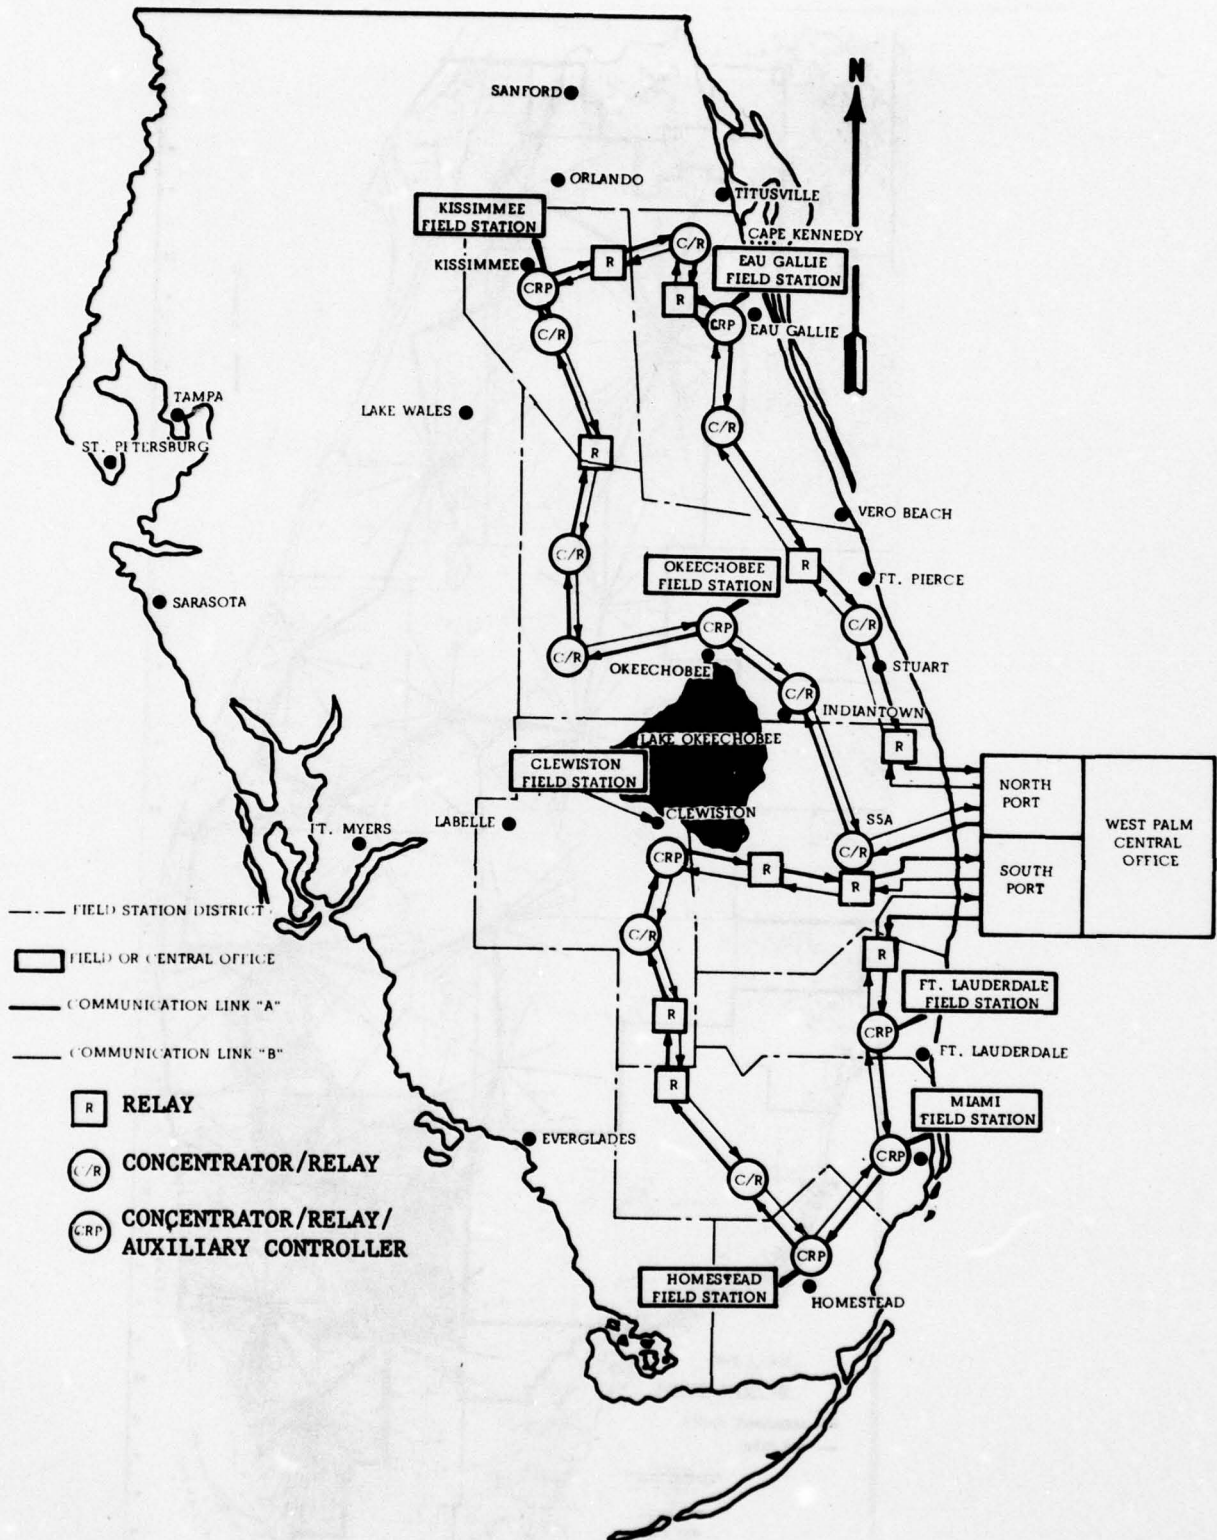 N
SANFORD
ORLANDO
TITUSVILLE
KISSIMMEE
FIELD STATION
CAPE KENNEDY
C/R
EAU GALLIE
FIELD STATION
KISSIMMEE
R
CRP
R
CRP
EAU GALLIE
C/R
TAMPA
LAKE WALES
C/R
ST. PETERSBURG
R
VERO BEACH
C/R
OKEECHOBEE
FIELD STATION
R
FT. PIERCE
SARASOTA
CRP
C/R
C/R
OKEECHOBEE
STUART
C/R
INDIANTOWN
LAKE OKEECHOBEE
R
CLEWISTON
FIELD STATION
NORTH
PORT
WEST PALM
CENTRAL
OFFICE
LABELLE
CLEWISTON
S5A
FT. MYERS
C/R
CRP
R
R
SOUTH
PORT
FIELD STATION DISTRICT
C/R
R
FIELD OR CENTRAL OFFICE
FT. LAUDERDALE
FIELD STATION
COMMUNICATION LINK "A"
R
CRP
COMMUNICATION LINK "B"
FT. LAUDERDALE
R
R
RELAY
MIAMI
FIELD STATION
EVERGLADES
C/R
CONCENTRATOR/RELAY
CRP
C/R
CRP
CONCENTRATOR/RELAY/
AUXILIARY CONTROLLER
CRP
HOMESTEAD
FIELD STATION
HOMESTEAD